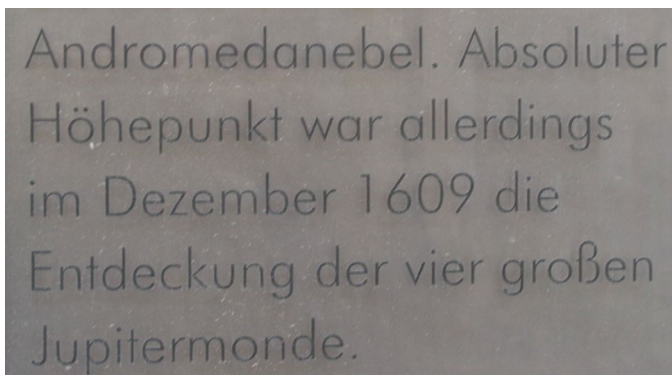 Andromedanebel. Absoluter
Höhepunkt war allerdings
im Dezember 1609 die
Entdeckung der vier großen
Jupitermonde.